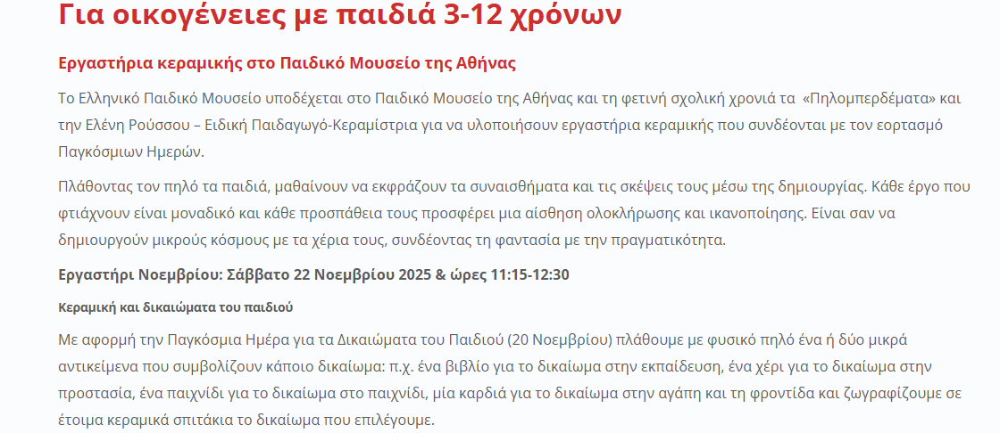 Για οικογένειες με παιδιά 3-12 χρόνων
Εργαστήρια κεραμικής στο Παιδικό Μουσείο της Αθήνας
Το Ελληνικό Παιδικό Μουσείο υποδέχεται στο Παιδικό Μουσείο της Αθήνας και τη φετινή σχολική χρονιά τα «Πηλομπερδέματα» και
την Ελένη Ρούσσου – Ειδική Παιδαγωγό-Κεραμίστρια για να υλοποιήσουν εργαστήρια κεραμικής που συνδέονται με τον εορτασμό
Παγκόσμιων Ημερών.
Πλάθοντας τον πηλό τα παιδιά, μαθαίνουν να εκφράζουν τα συναισθήματα και τις σκέψεις τους μέσω της δημιουργίας. Κάθε έργο που
φτιάχνουν είναι μοναδικό και κάθε προσπάθεια τους προσφέρει μια αίσθηση ολοκλήρωσης και ικανοποίησης. Είναι σαν να
δημιουργούν μικρούς κόσμους με τα χέρια τους, συνδέοντας τη φαντασία με την πραγματικότητα.
Εργαστήρι Νοεμβρίου: Σάββατο 22 Νοεμβρίου 2025 & ώρες 11:15-12:30
Κεραμική και δικαιώματα του παιδιού
Με αφορμή την Παγκόσμια Ημέρα για τα Δικαιώματα του Παιδιού (20 Νοεμβρίου) πλάθουμε με φυσικό πηλό ένα ή δύο μικρά
αντικείμενα που συμβολίζουν κάποιο δικαίωμα: π.χ. ένα βιβλίο για το δικαίωμα στην εκπαίδευση, ένα χέρι για το δικαίωμα στην
προστασία, ένα παιχνίδι για το δικαίωμα στο παιχνίδι, μία καρδιά για το δικαίωμα στην αγάπη και τη φροντίδα και ζωγραφίζουμε σε
έτοιμα κεραμικά σπιτάκια το δικαίωμα που επιλέγουμε.